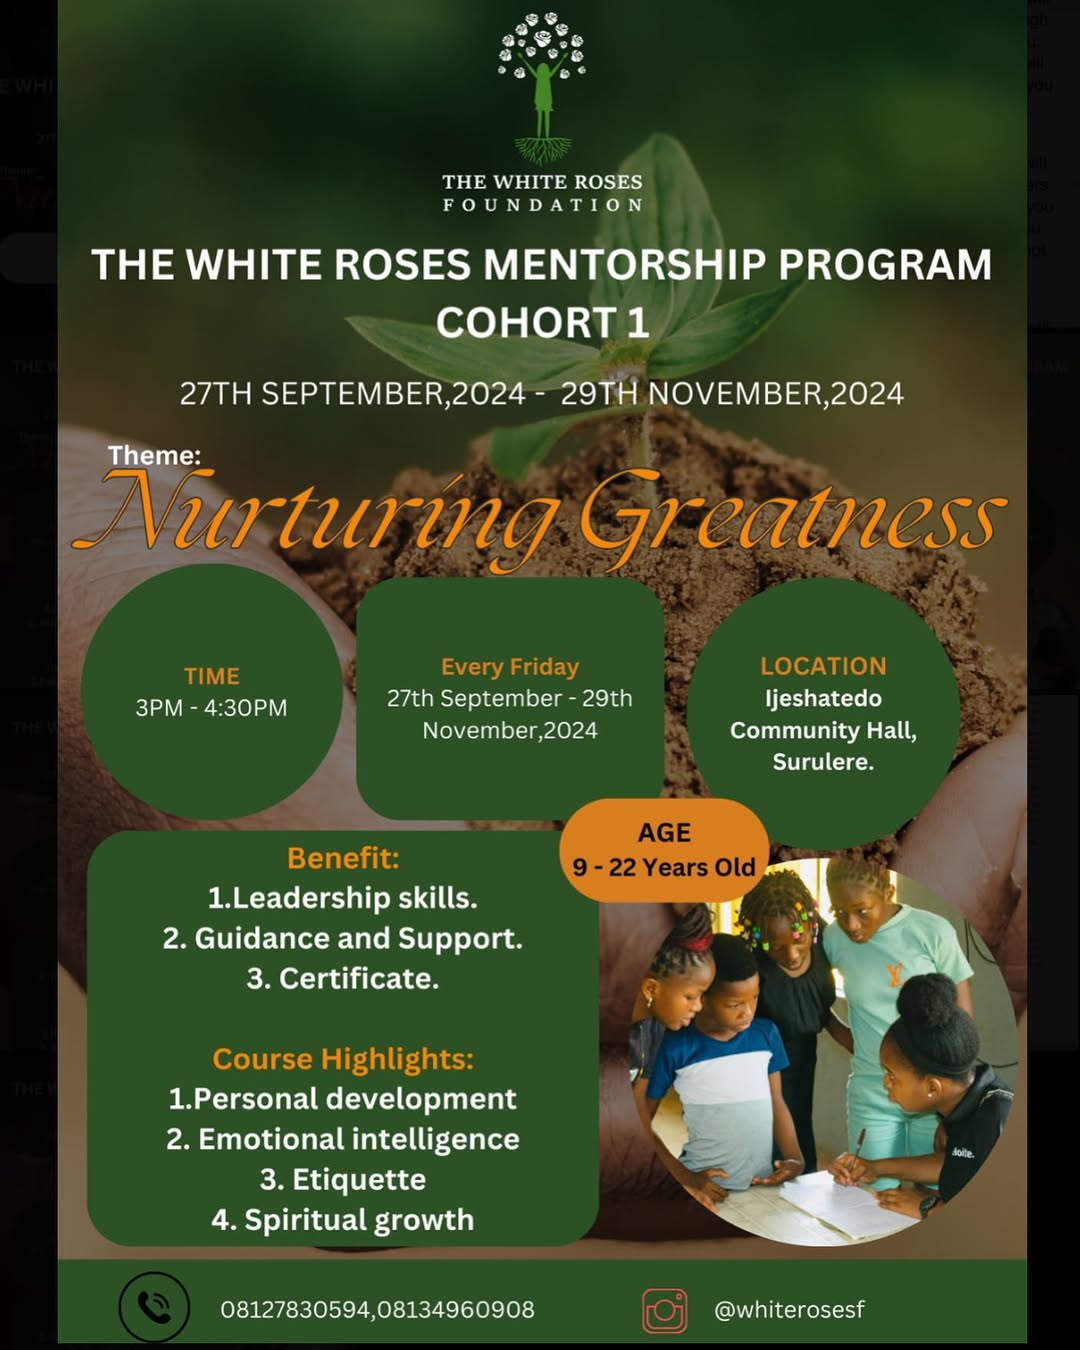 THE WHITE ROSES
FOUNDATION
THE WHITE ROSES MENTORSHIP PROGRAM
COHORT 1
27TH SEPTEMBER,2024 - 29TH NOVEMBER,2024
Theme:
Nurturing Greatness
TIME
3PM - 4:30PM
Every Friday
27th September - 29th
November,2024
LOCATION
Ijeshatedo
Community Hall,
Surulere.
AGE
9 - 22 Years Old
Benefit:
1.Leadership skills.
2. Guidance and Support.
3. Certificate.
Course Highlights:
1.Personal development
2. Emotional intelligence
3. Etiquette
4. Spiritual growth
08127830594,08134960908
@whiterosesf